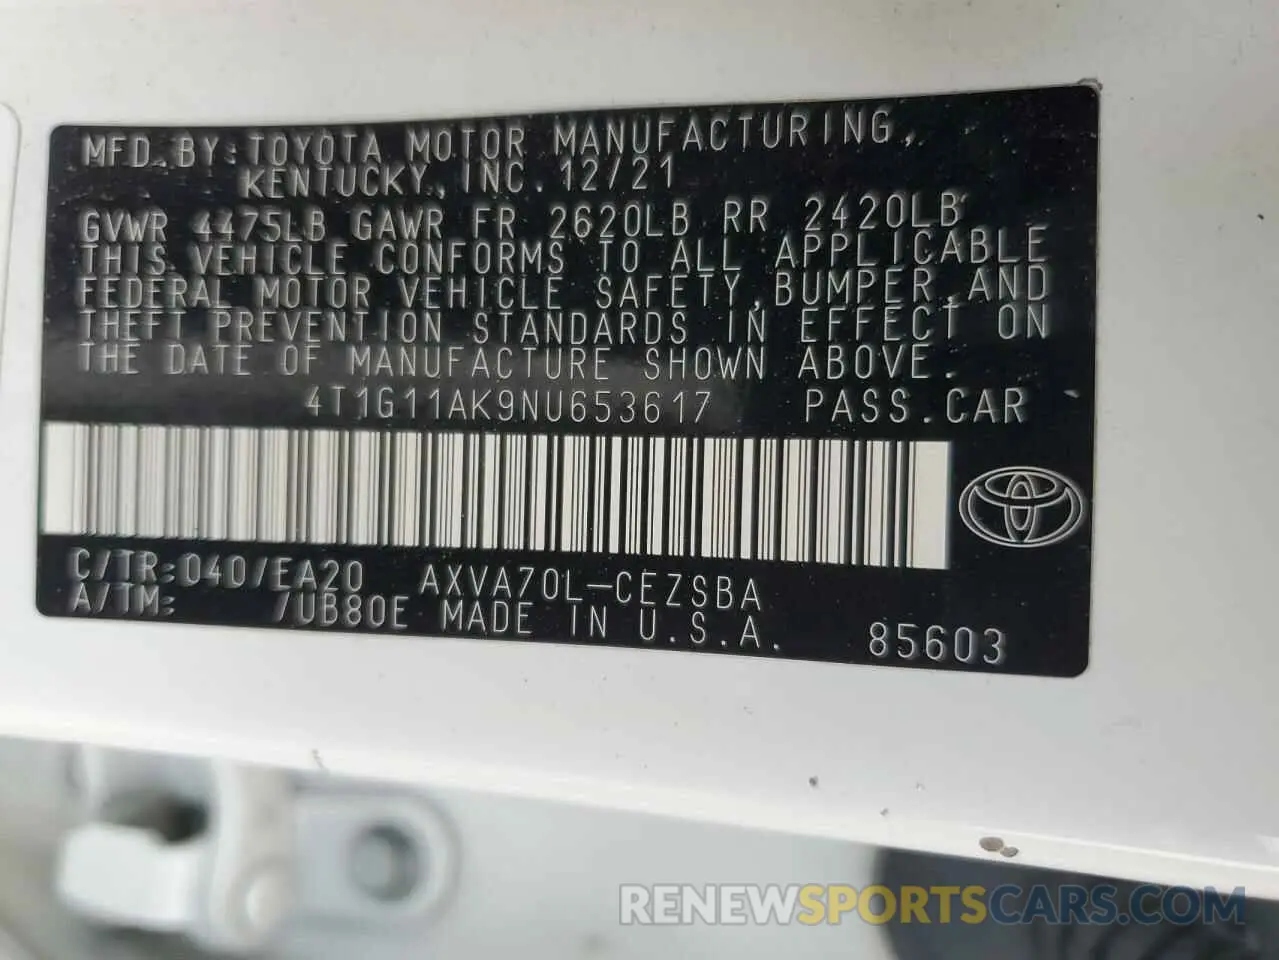 MFD. BY: TOYOTA MOTOR MANUFACTURING,
KENTUCKY, INC. 12/21
GVWR 4475LB GAWR FR 2620LB RR 2420LB
THIS VEHICLE CONFORMS TO ALL APPLICABLE
FEDERAL MOTOR VEHICLE SAFETY, BUMPER, AND
THEFT PREVENTION STANDARDS IN EFFECT ON
THE DATE OF MANUFACTURE SHOWN ABOVE.
4T1G11AK9NU653617 PASS. CAR
C/TR: 040/EA20 AXVA70L-CEZSBA
A/TM: /UB80E MADE IN U.S.A. 85603
RENEWSPORTSCARS.COM